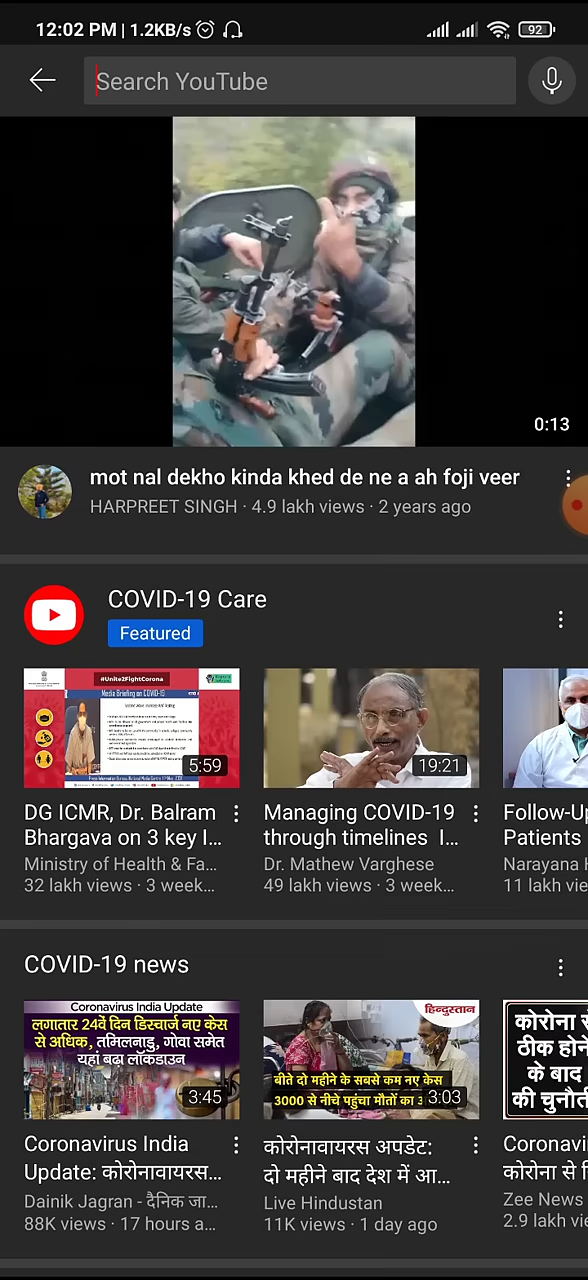 12:02 PM | 1.2KB/s
92
Search YouTube
0:13
mot nal dekho kinda khed de ne a ah foji veer
HARPREET SINGH · 4.9 lakh views · 2 years ago
COVID-19 Care
Featured
#Unite2FightCorona
Media Briefing on COVID-19
5:59
19:21
DG ICMR, Dr. Balram
Bhargava on 3 key I...
Ministry of Health & Fa...
32 lakh views · 3 week...
Managing COVID-19
through timelines I...
Dr. Mathew Varghese
49 lakh views · 3 week...
Follow-Up
Patients
Narayana
11 lakh vie
COVID-19 news
Coronavirus India Update
लगातार 24वें दिन डिस्चार्ज नए केस
से अधिक, तमिलनाडु, गोवा समेत
यहां बढ़ा लॉकडाउन
3:45
हिन्दुस्तान
बीते दो महीने के सबसे कम नए केस
3000 से नीचे पहुंचा मौतों का
3:03
कोरोना से
ठीक होने
के बाद
की चुनौत
Coronavirus India
Update: कोरोनावायरस...
Dainik Jagran - दैनिक जा...
88K views · 17 hours a...
कोरोनावायरस अपडेट:
दो महीने बाद देश में आ...
Live Hindustan
11K views · 1 day ago
Coronavi
कोरोना से
Zee News
2.9 lakh vie